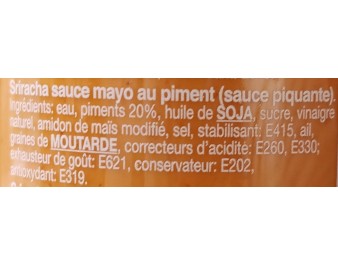 Sriracha sauce mayo au piment (sauce piquante).
Ingrédients: eau, piments 20%, huile de SOJA, sucre, vinaigre
naturel, amidon de maïs modifié, sel, stabilisant: E415, ail,
graines de MOUTARDE, correcteurs d'acidité: E260, E330;
exhausteur de goût: E621, conservateur: E202,
antioxydant: E319.